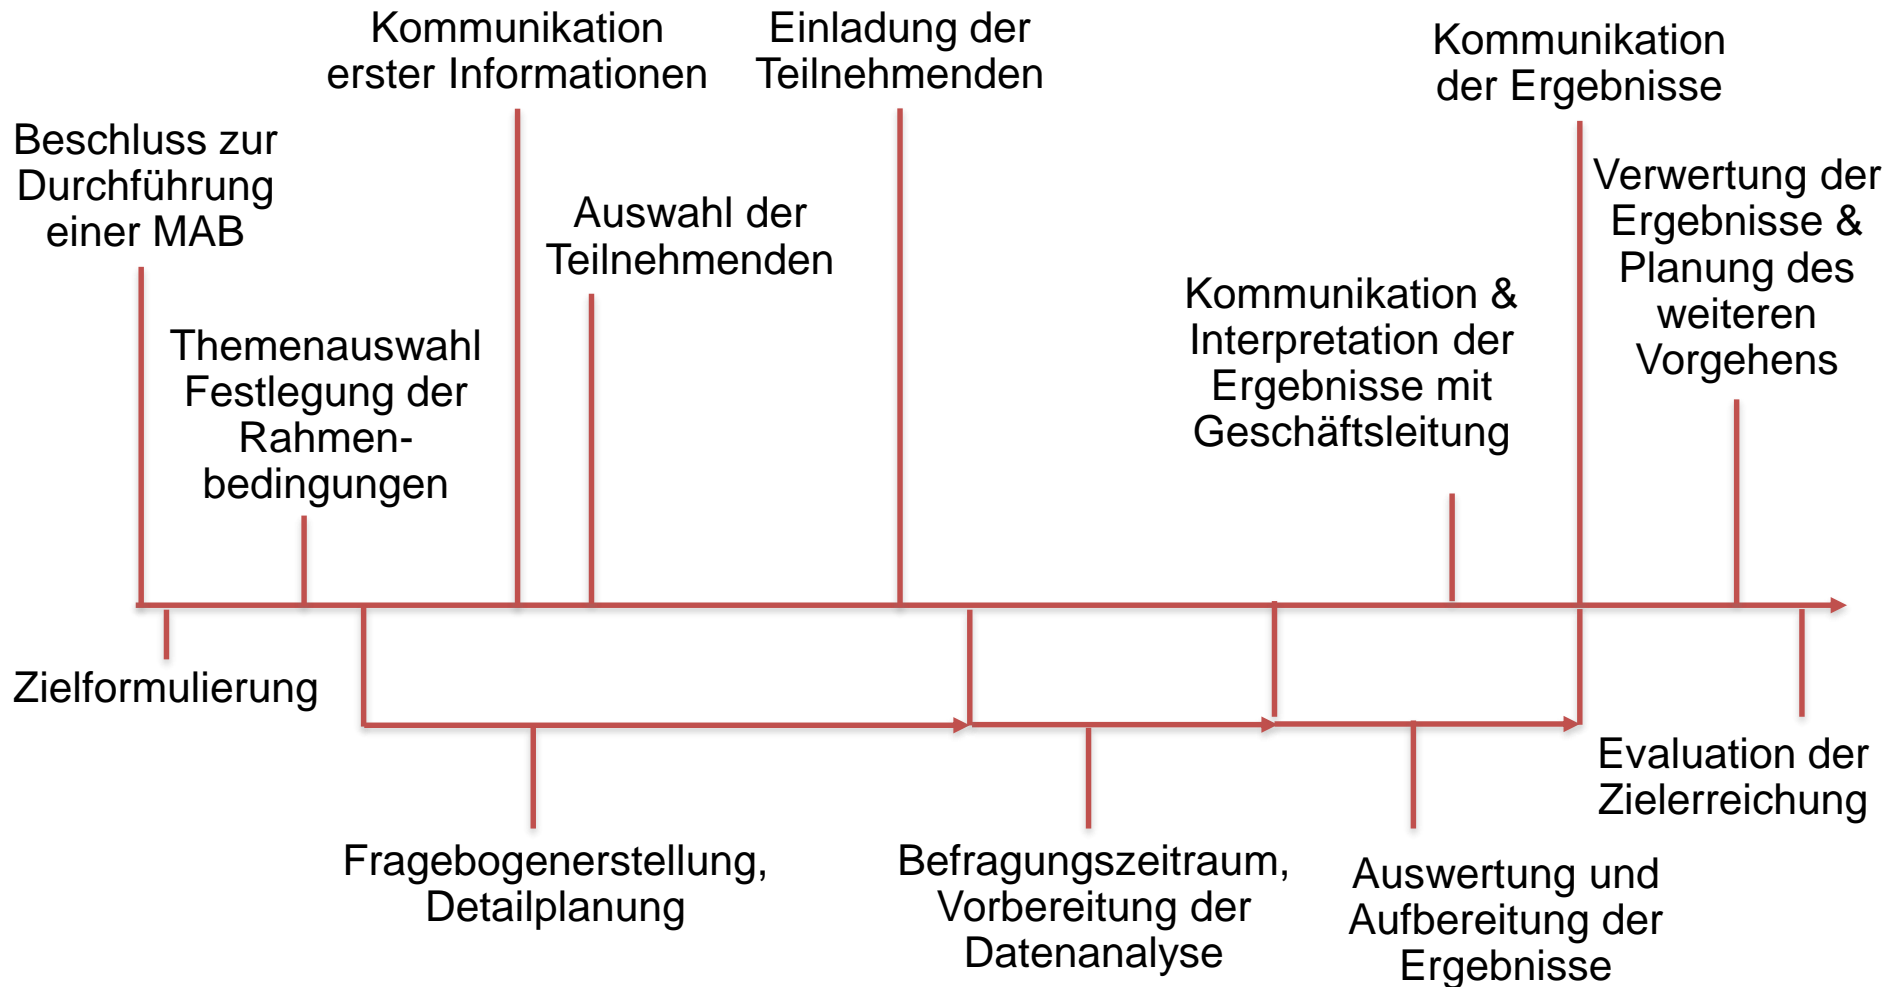 Kommunikation
erster Informationen
Einladung der
Teilnehmenden
Kommunikation
der Ergebnisse
Beschluss zur
Durchführung
einer MAB
Auswahl der
Teilnehmenden
Verwertung der
Ergebnisse &
Planung des
weiteren
Vorgehens
Themenauswahl
Festlegung der
Rahmen-
bedingungen
Kommunikation &
Interpretation der
Ergebnisse mit
Geschäftsleitung
Zielformulierung
Evaluation der
Zielerreichung
Fragebogenerstellung,
Detailplanung
Befragungszeitraum,
Vorbereitung der
Datenanalyse
Auswertung und
Aufbereitung der
Ergebnisse